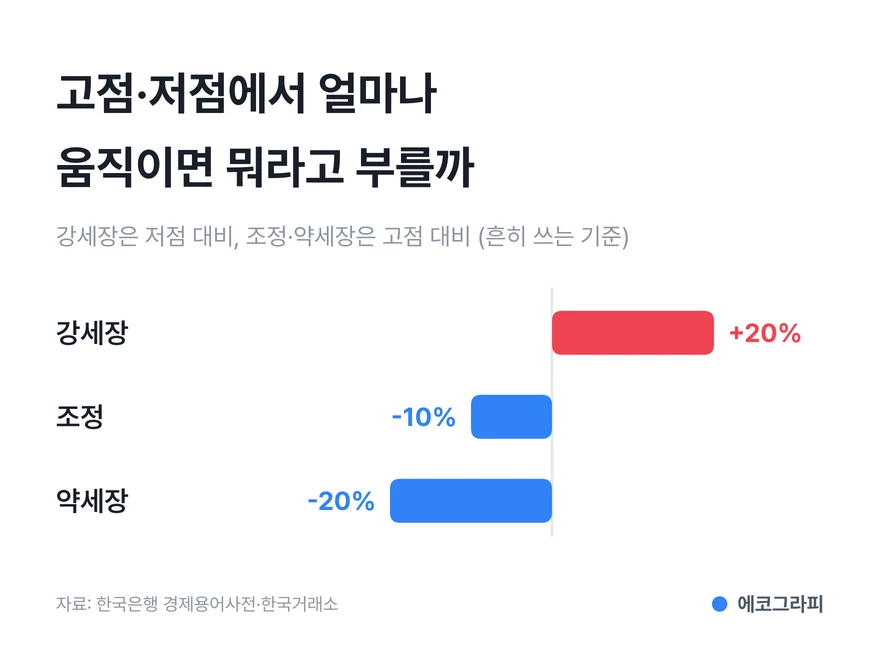 고점·저점에서 얼마나
움직이면 뭐라고 부를까
강세장은 저점 대비, 조정·약세장은 고점 대비 (흔히 쓰는 기준)
강세장 +20%
조정 -10%
약세장 -20%
자료: 한국은행 경제용어사전·한국거래소
에코그라피